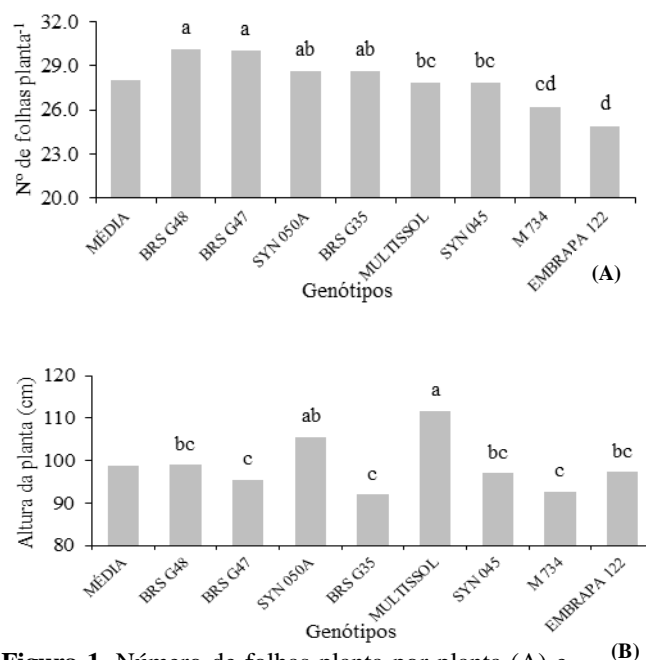 32.0
29.0
26.0
23.0
20.0
Nº de folhas planta⁻¹
a
a
ab
ab
bc
bc
cd
d
MÉDIA
BRS G48
BRS G47
SYN 050A
BRS G35
MULTISSOL
SYN 045
M 734
EMBRAPA 122
Genótipos
(A)
120
110
100
90
80
Altura da planta (cm)
bc
c
ab
c
a
bc
c
bc
MÉDIA
BRS G48
BRS G47
SYN 050A
BRS G35
MULTISSOL
SYN 045
M 734
EMBRAPA 122
Genótipos
(B)
Figura 1. Número de folhas planta por planta (A) e